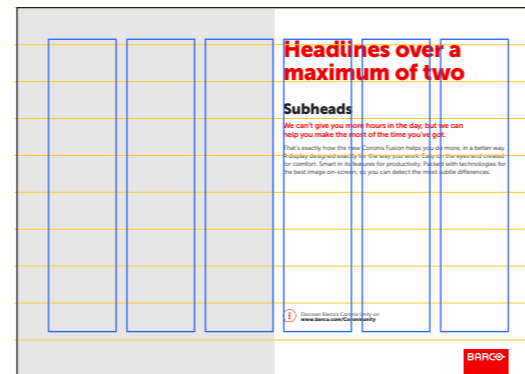 Headlines over a
maximum of two
Subheads
We can't give you more hours in the day, but we can
help you make the most of the time you've got.
That's exactly how the new Coronis Fusion helps you do more, in a better way.
A display designed exactly for the way you work: Easy on the eyes and created
for comfort. Smart in its features for productivity. Packed with technologies for
the best image on-screen, so you can detect the most subtle differences.
i
Discover Barco's Coronis Unity on
www.barco.com/Coronisunity
BARCO